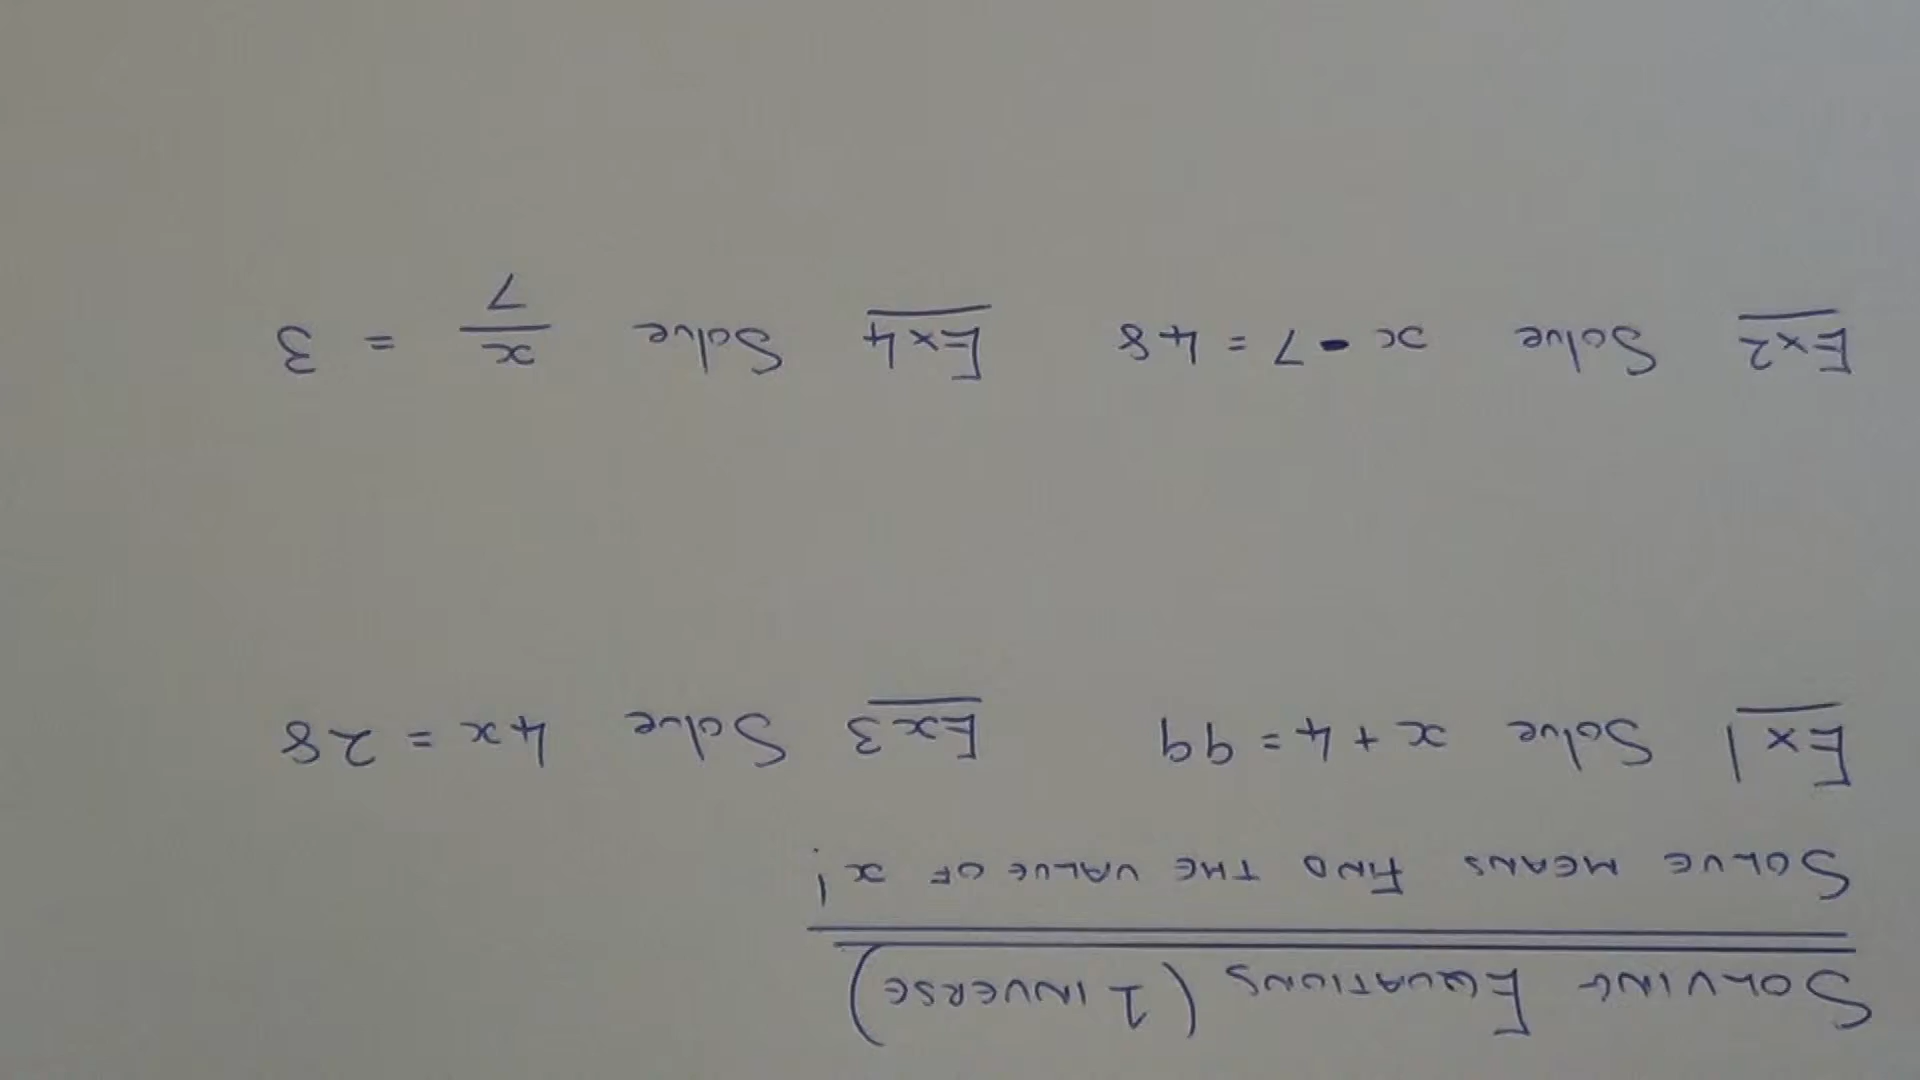 SOLVING EQUATIONS (1 INVERSE)
SOLVE MEANS FIND THE VALUE OF x!
Ex1 Solve x + 4 = 99
Ex3 Solve 4x = 28
Ex2 Solve x - 7 = 48
Ex4 Solve x/7 = 3